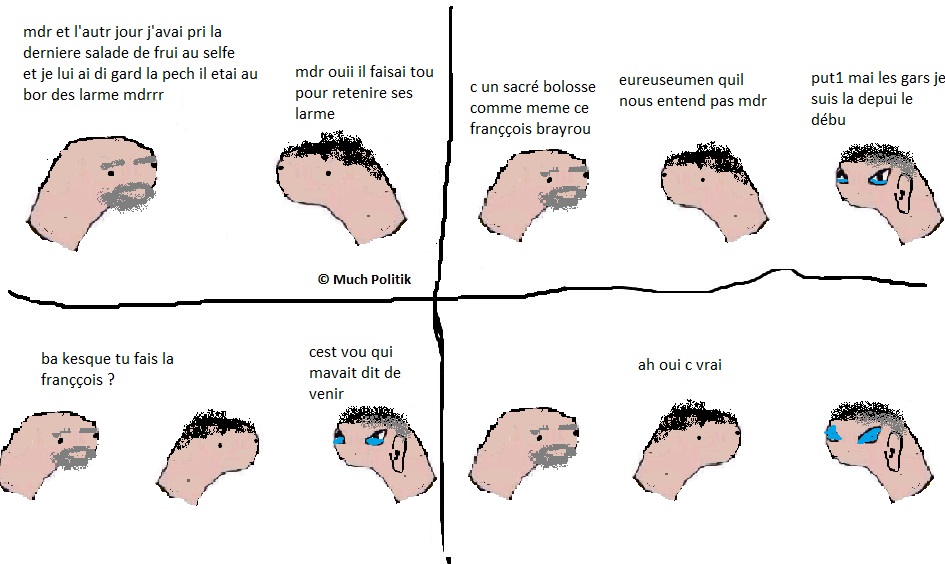 mdr et l'autr jour j'avai pri la
derniere salade de frui au selfe
et je lui ai di gard la pech il etai au
bor des larme mdrrr
mdr ouii il faisai tou
pour retenire ses
larme
© Much Politik
c un sacré bolosse
comme meme ce
françcois brayrou
eureuseumen quil
nous entend pas mdr
put1 mai les gars je
suis la depui le
débu
ba kesque tu fais la
françcois ?
cest vou qui
mavait dit de
venir
ah oui c vrai